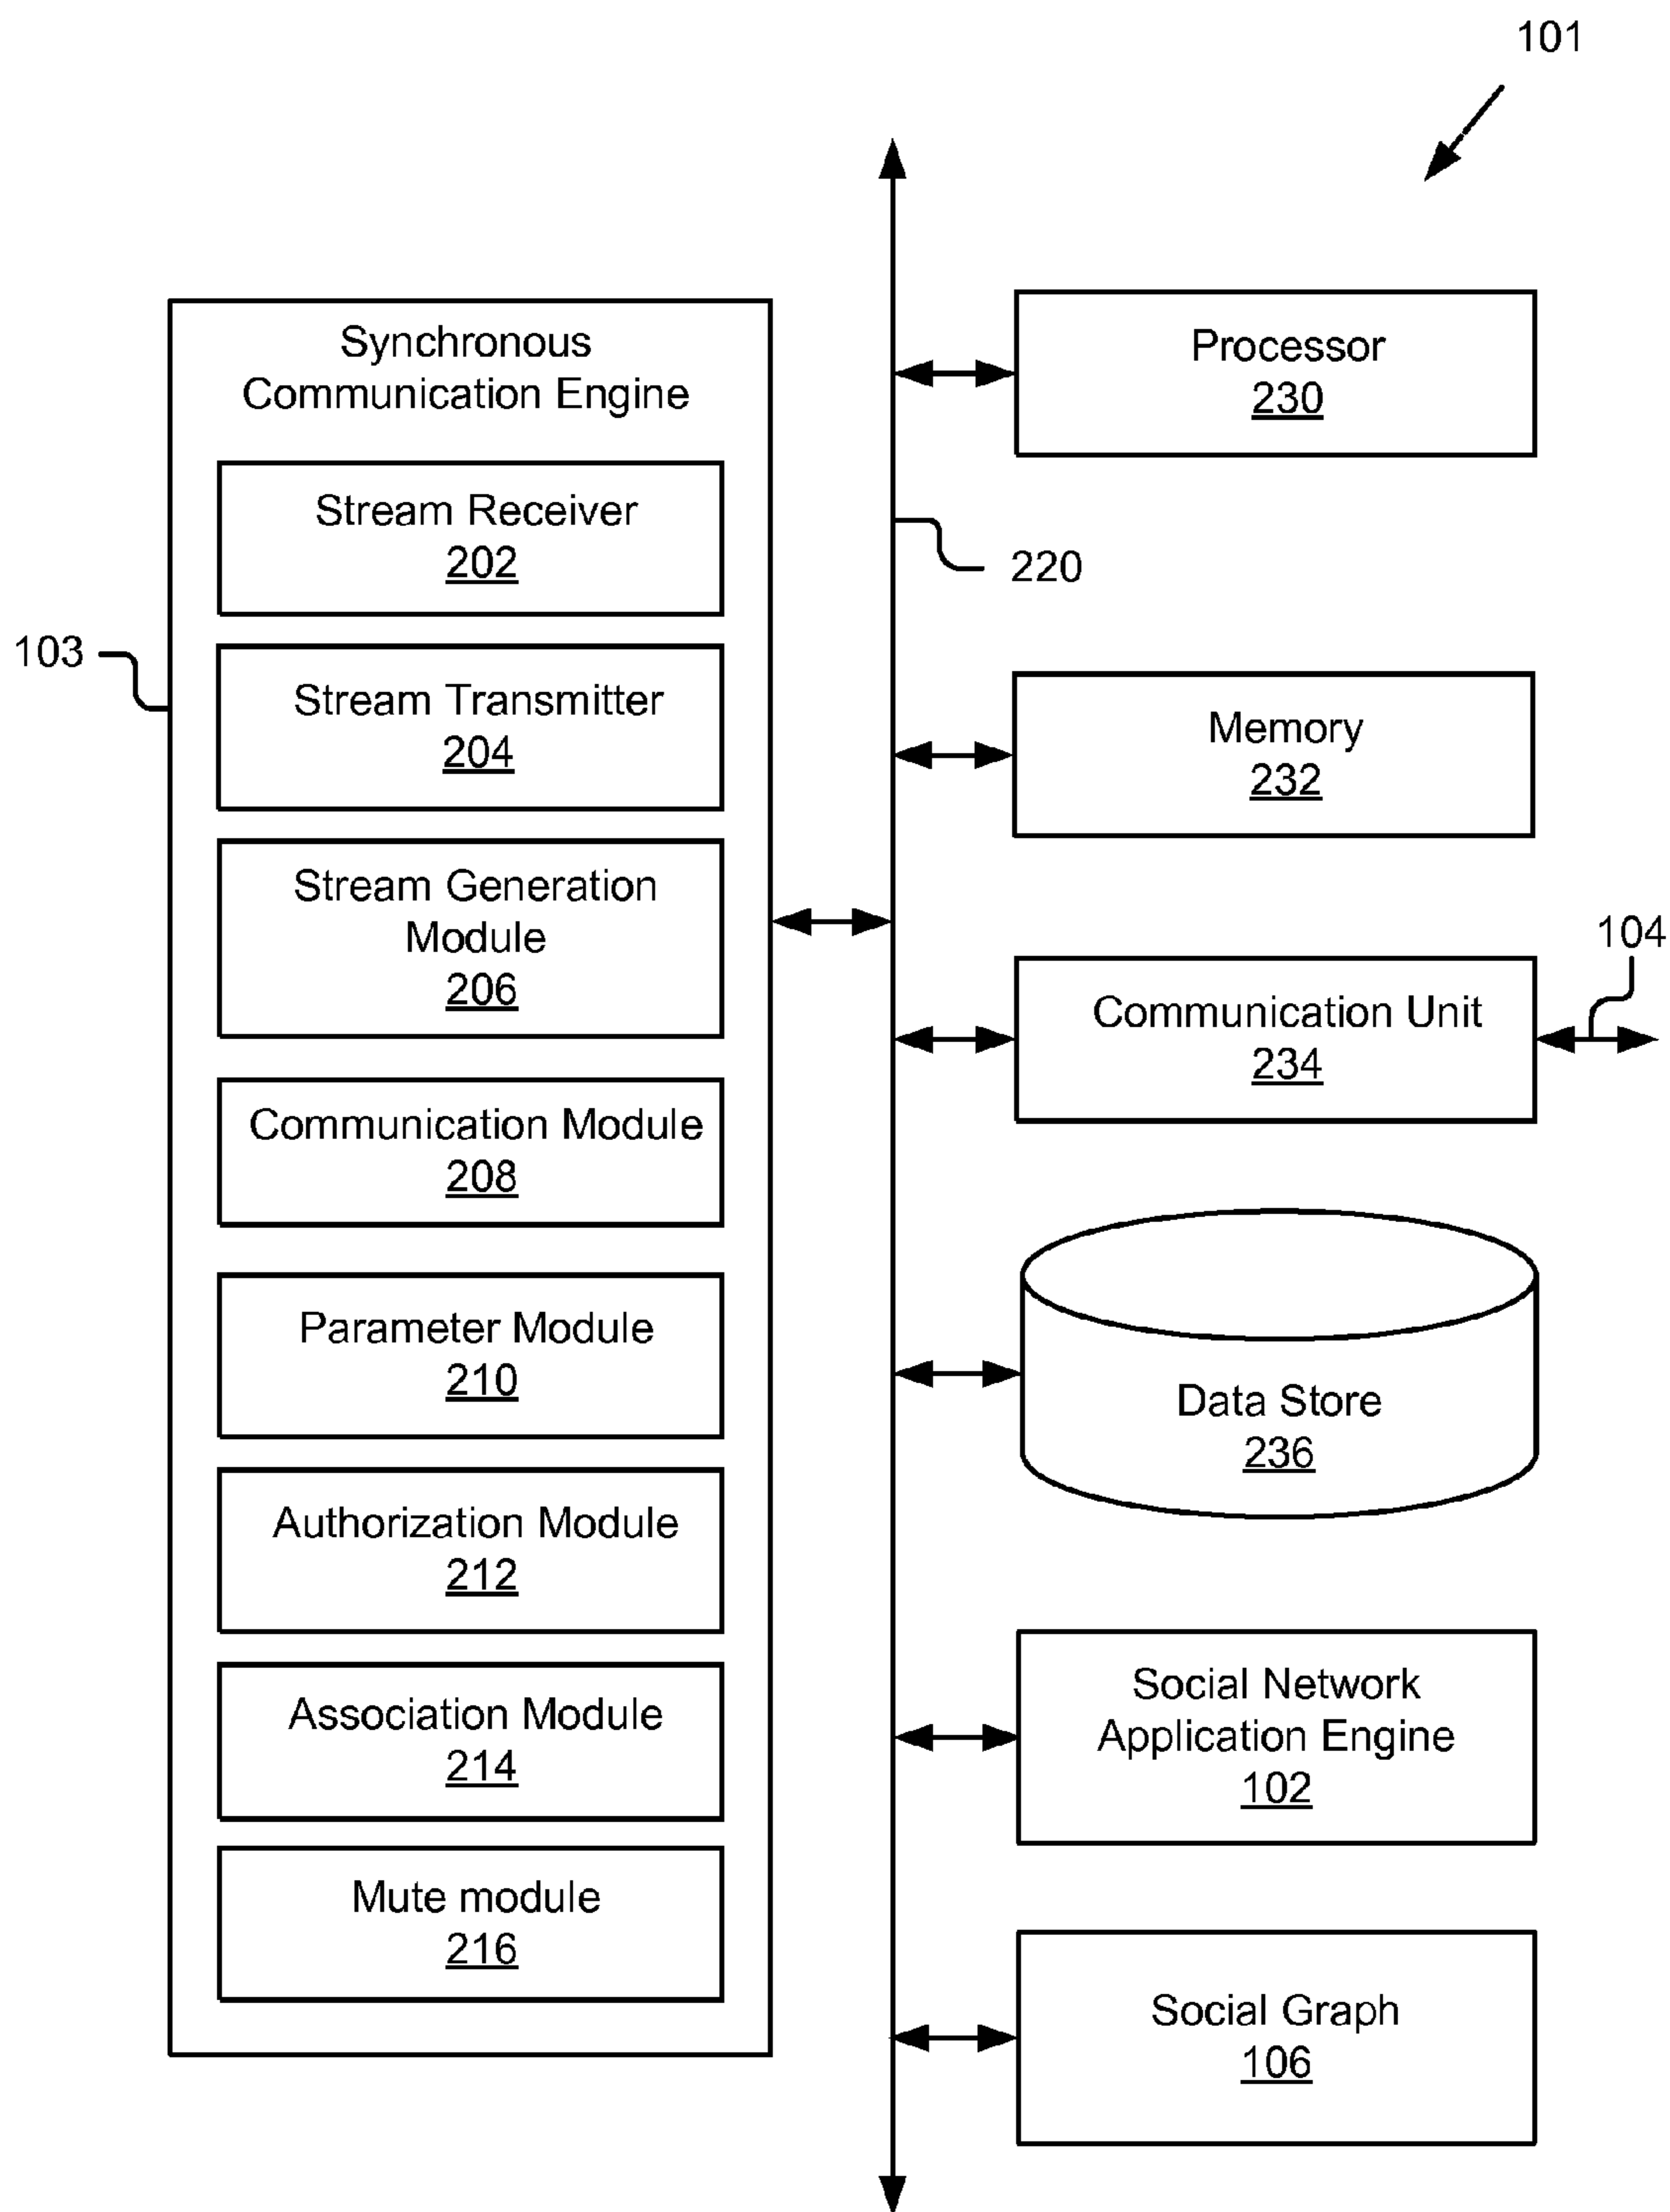 101
Synchronous
Communication Engine
Stream Receiver
202
103
Stream Transmitter
204
Stream Generation
Module
206
Communication Module
208
Parameter Module
210
Authorization Module
212
Association Module
214
Mute module
216
220
Processor
230
Memory
232
104
Communication Unit
234
Data Store
236
Social Network
Application Engine
102
Social Graph
106